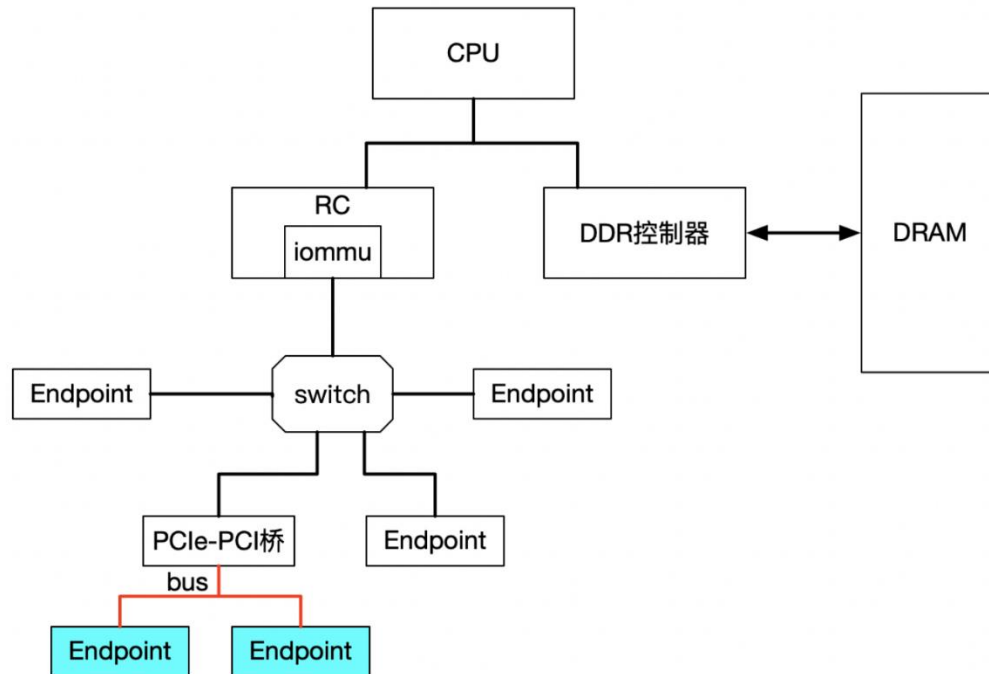 CPU
RC
iommu
DDR控制器
DRAM
Endpoint
switch
Endpoint
PCIe-PCI桥
Endpoint
bus
Endpoint
Endpoint